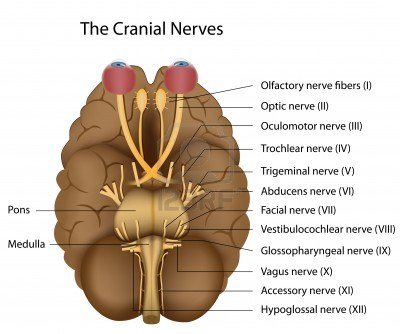 The Cranial Nerves
Olfactory nerve fibers (I)
Optic nerve (II)
Oculomotor nerve (III)
Trochlear nerve (IV)
Trigeminal nerve (V)
Abducens nerve (VI)
Facial nerve (VII)
Vestibulocochlear nerve (VIII)
Glossopharyngeal nerve (IX)
Vagus nerve (X)
Accessory nerve (XI)
Hypoglossal nerve (XII)
Pons
Medulla
123RF